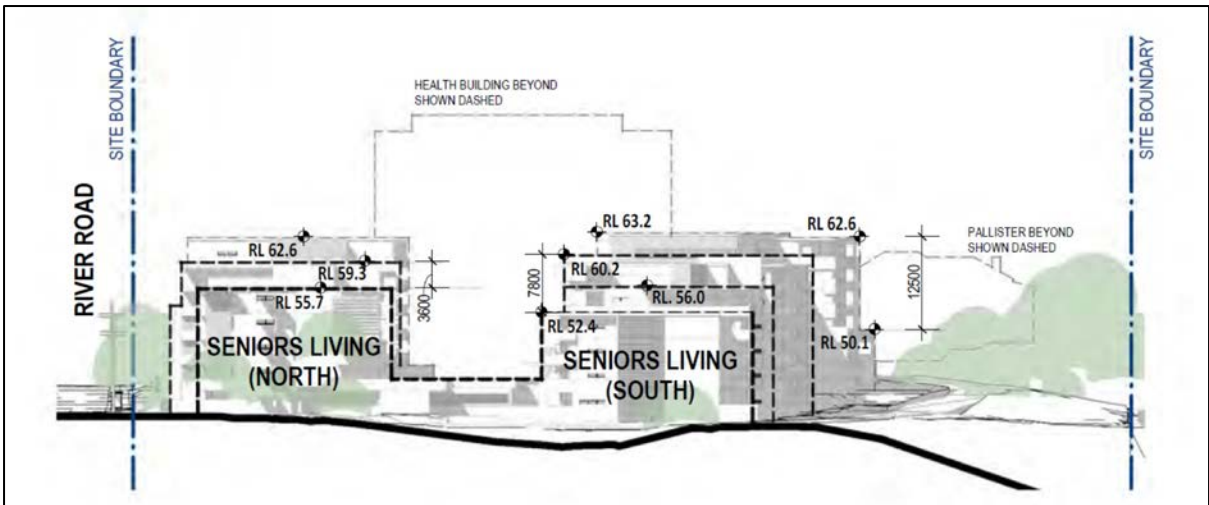 SITE BOUNDARY
HEALTH BUILDING BEYOND
SHOWN DASHED
SITE BOUNDARY
RIVER ROAD
RL 63.2
RL 62.6
RL 62.6
PALLISTER BEYOND
SHOWN DASHED
RL 59.3
RL 60.2
7800
12500
RL 55.7
3600
RL. 56.0
RL 52.4
RL 50.1
SENIORS LIVING
(NORTH)
SENIORS LIVING
(SOUTH)